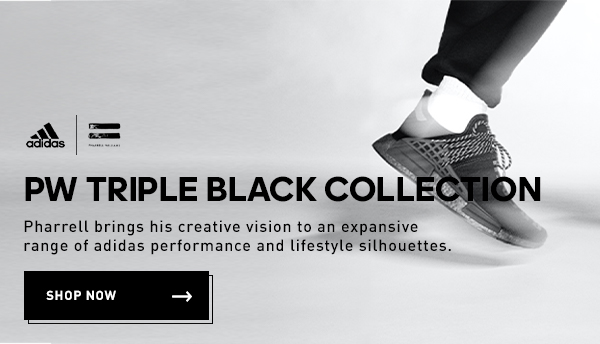 adidas
PHARRELL WILLIAMS
PW TRIPLE BLACK COLLECTION
Pharrell brings his creative vision to an expansive
range of adidas performance and lifestyle silhouettes.
SHOP NOW